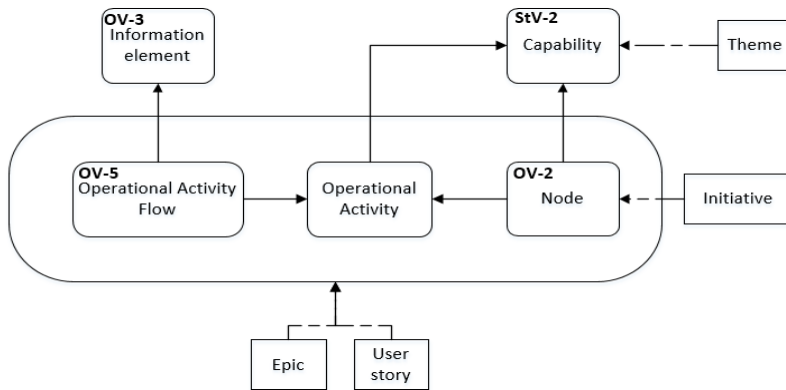 OV-3
Information
element
StV-2
Capability
Theme
OV-5
Operational Activity
Flow
Operational
Activity
OV-2
Node
Initiative
Epic
User
story